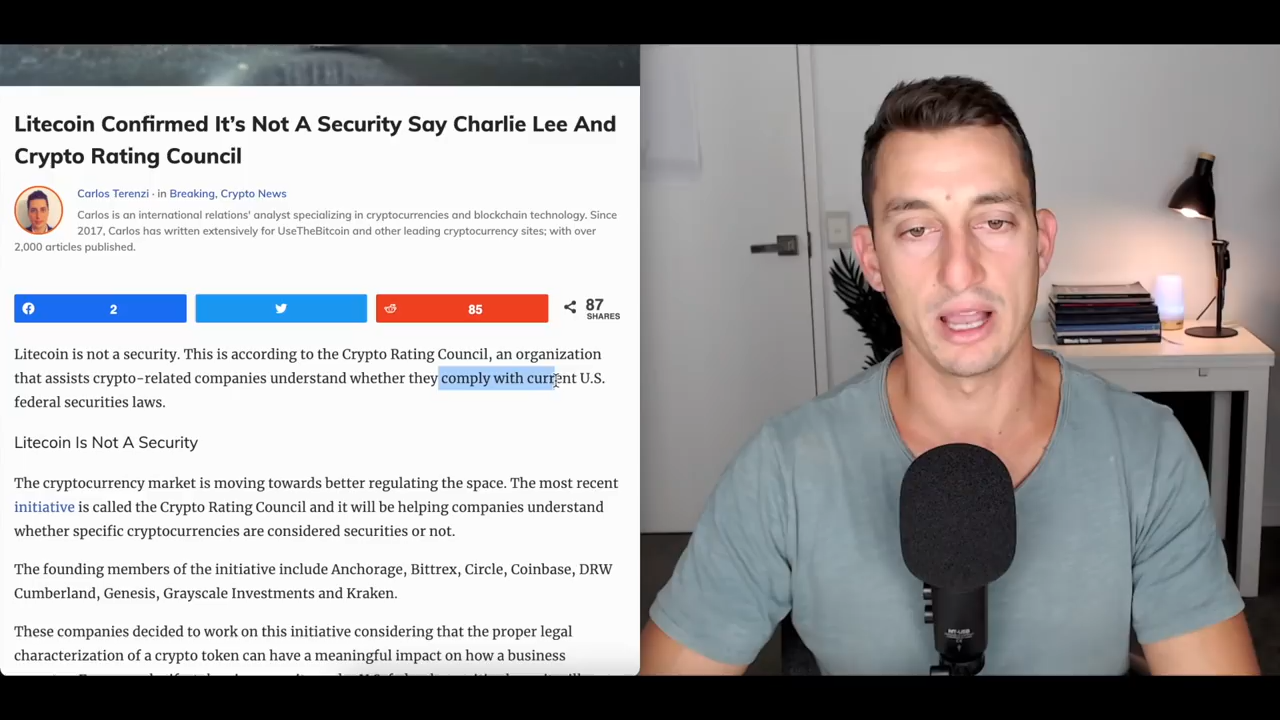 Litecoin Confirmed It's Not A Security Say Charlie Lee And
Crypto Rating Council
Carlos Terenzi · in Breaking, Crypto News
Carlos is an international relations' analyst specializing in cryptocurrencies and blockchain technology. Since
2017, Carlos has written extensively for UseTheBitcoin and other leading cryptocurrency sites; with over
2,000 articles published.
2
85
87
SHARES
Litecoin is not a security. This is according to the Crypto Rating Council, an organization
that assists crypto-related companies understand whether they comply with current U.S.
federal securities laws.
Litecoin Is Not A Security
The cryptocurrency market is moving towards better regulating the space. The most recent
initiative is called the Crypto Rating Council and it will be helping companies understand
whether specific cryptocurrencies are considered securities or not.
The founding members of the initiative include Anchorage, Bittrex, Circle, Coinbase, DRW
Cumberland, Genesis, Grayscale Investments and Kraken.
These companies decided to work on this initiative considering that the proper legal
characterization of a crypto token can have a meaningful impact on how a business
NT-USB